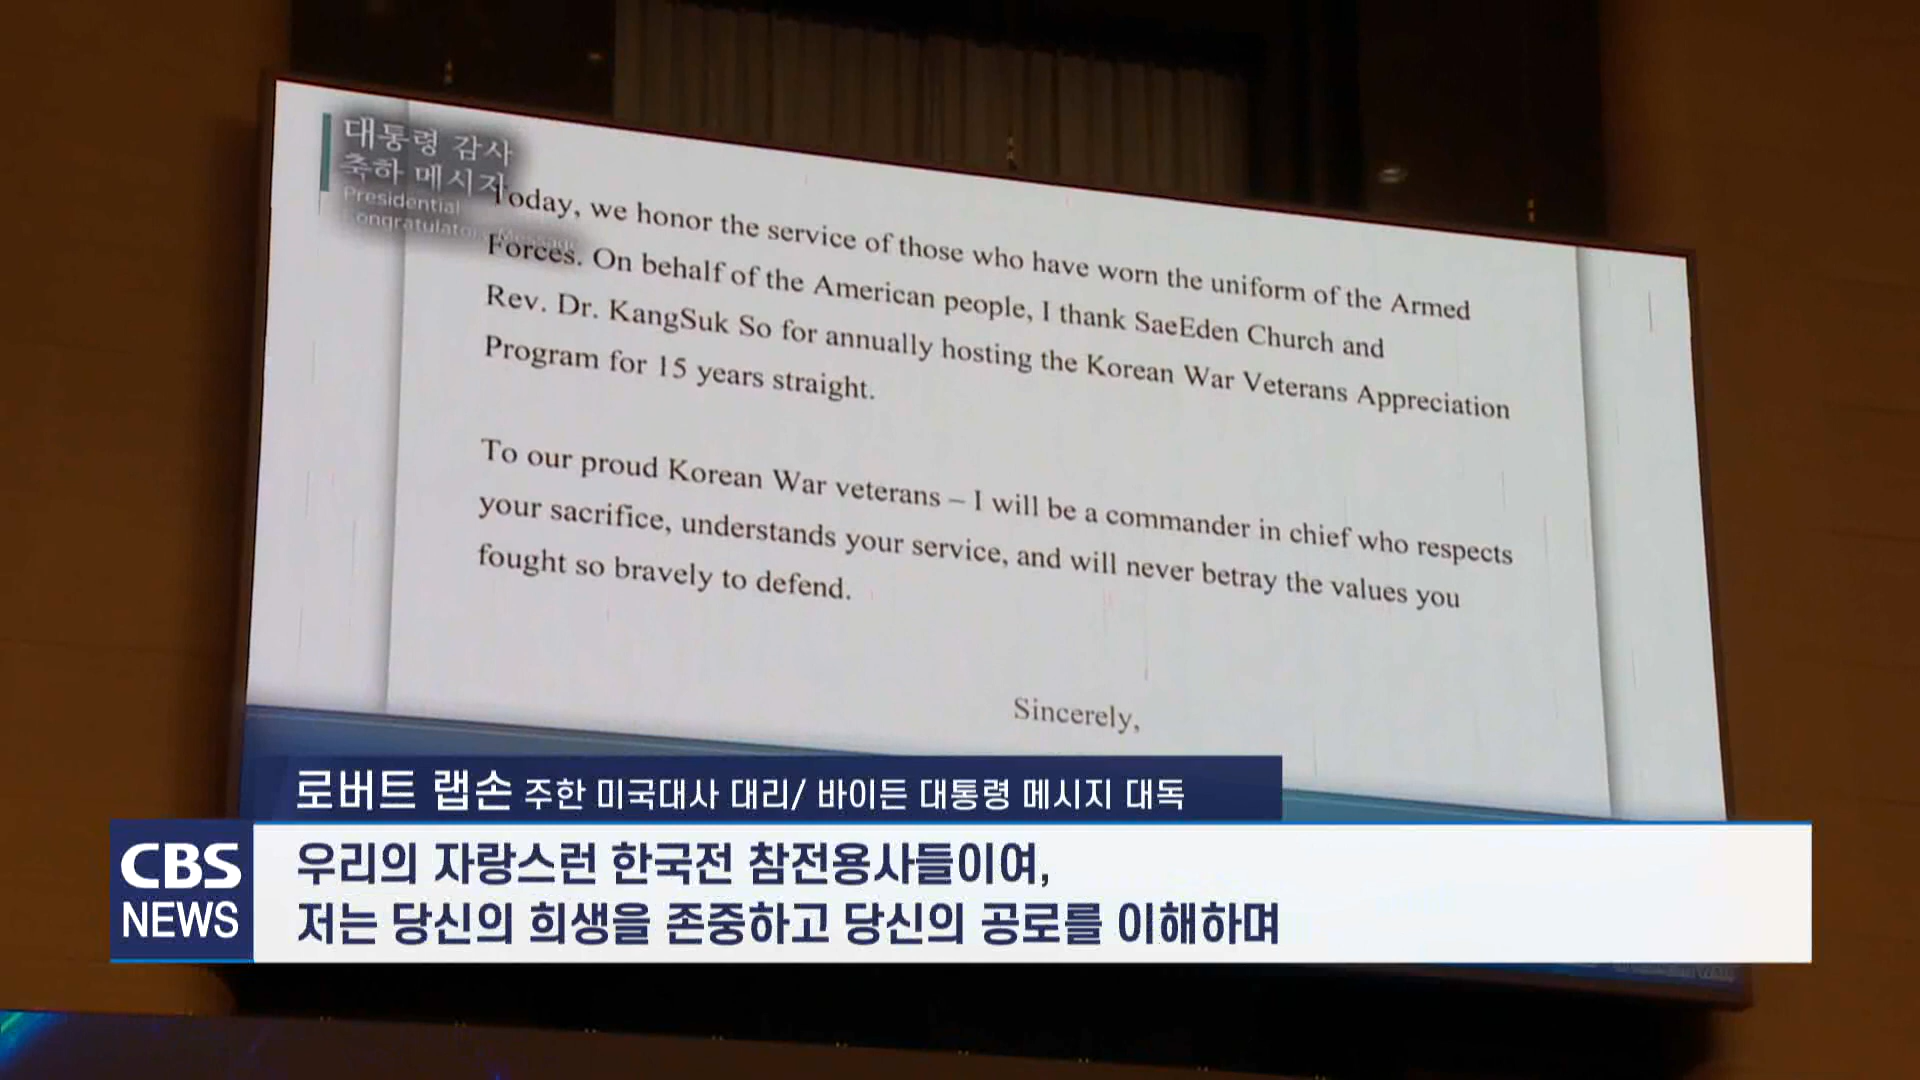 대통령 감사
축하 메시지
Presidential
Congratulatory Message
Today, we honor the service of those who have worn the uniform of the Armed
Forces. On behalf of the American people, I thank SaeEden Church and
Rev. Dr. KangSuk So for annually hosting the Korean War Veterans Appreciation
Program for 15 years straight.
To our proud Korean War veterans – I will be a commander in chief who respects
your sacrifice, understands your service, and will never betray the values you
fought so bravely to defend.
Sincerely,
로버트 랩손 주한 미국대사 대리/ 바이든 대통령 메시지 대독
CBS
NEWS
우리의 자랑스런 한국전 참전용사들이여,
저는 당신의 희생을 존중하고 당신의 공로를 이해하며